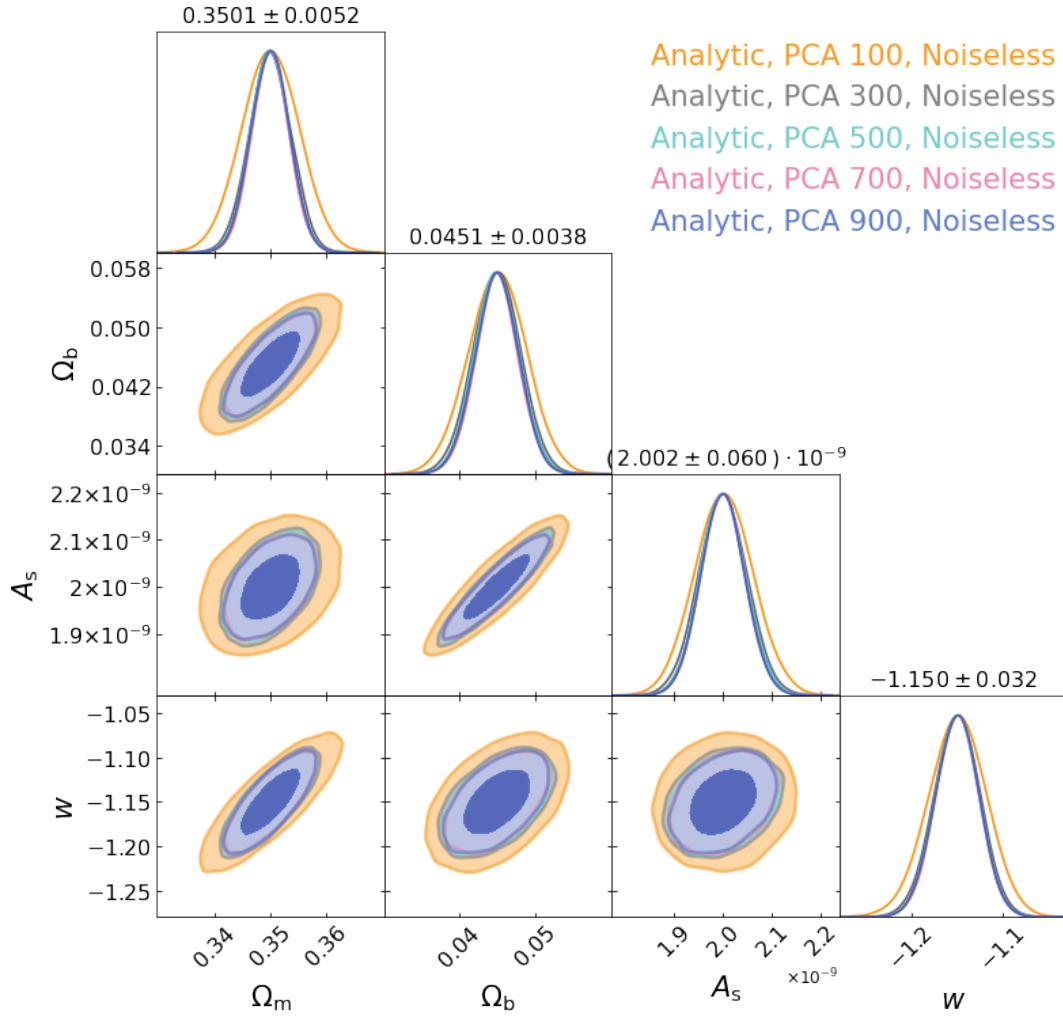 0.3501 ± 0.0052
Analytic, PCA 100, Noiseless
Analytic, PCA 300, Noiseless
Analytic, PCA 500, Noiseless
Analytic, PCA 700, Noiseless
Analytic, PCA 900, Noiseless
0.0451 ± 0.0038
0.058
0.050
0.042
0.034
Ω_b
(2.002 ± 0.060) · 10⁻⁹
2.2×10⁻⁹
2.1×10⁻⁹
2×10⁻⁹
1.9×10⁻⁹
A_s
−1.150 ± 0.032
−1.05
−1.10
−1.15
−1.20
−1.25
w
0.34 0.35 0.36
0.04 0.05
1.9 2.0 2.1 2.2
×10⁻⁹
−1.2 −1.1
Ω_m
Ω_b
A_s
w